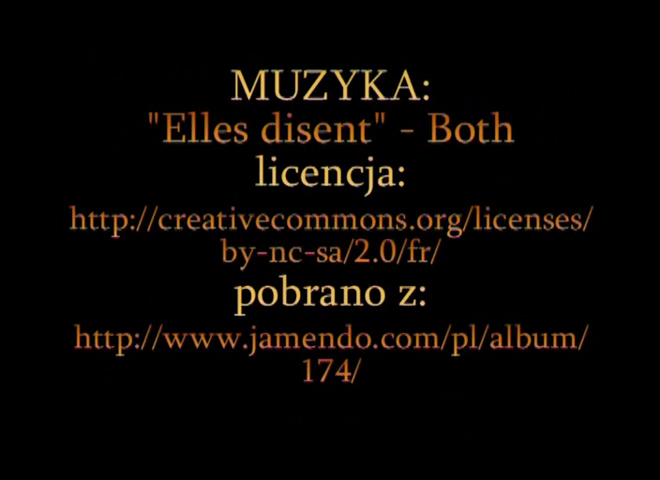 MUZYKA:
"Elles disent" - Both
licencja:
http://creativecommons.org/licenses/
by-nc-sa/2.0/fr/
pobrano z:
http://www.jamendo.com/pl/album/
174/